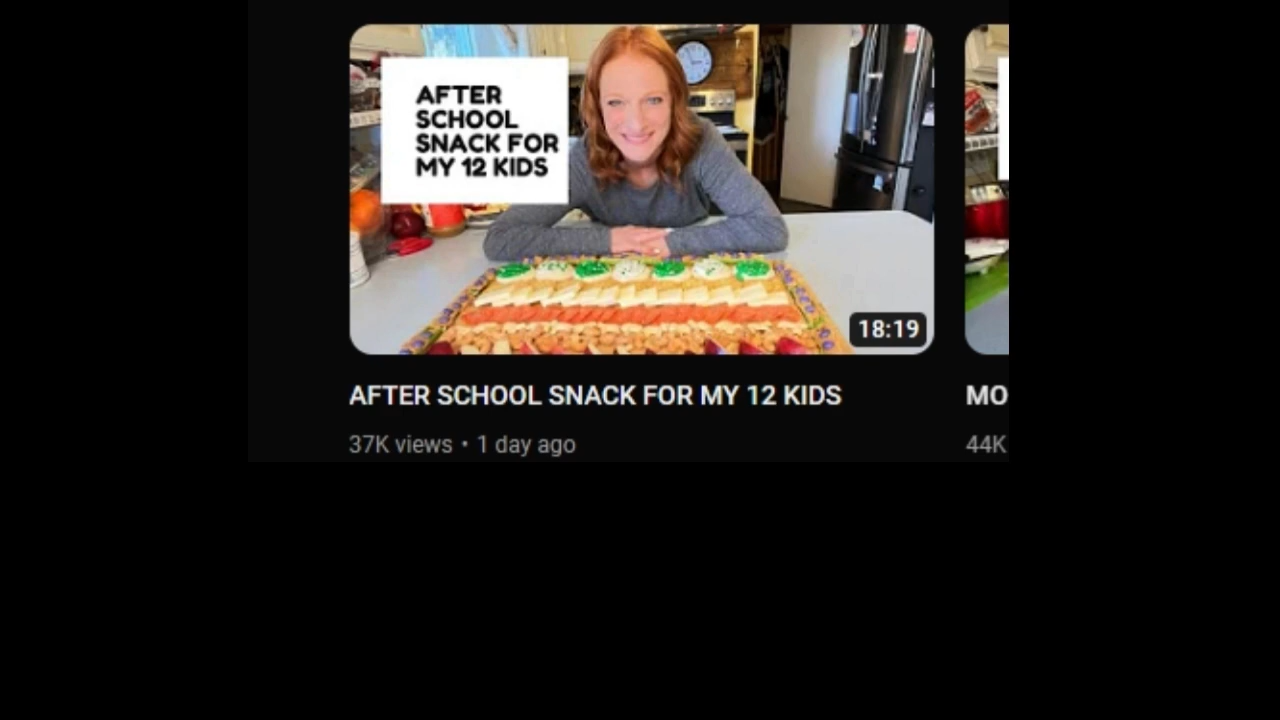 AFTER
SCHOOL
SNACK FOR
MY 12 KIDS
18:19
AFTER SCHOOL SNACK FOR MY 12 KIDS
MO
37K views • 1 day ago
44K